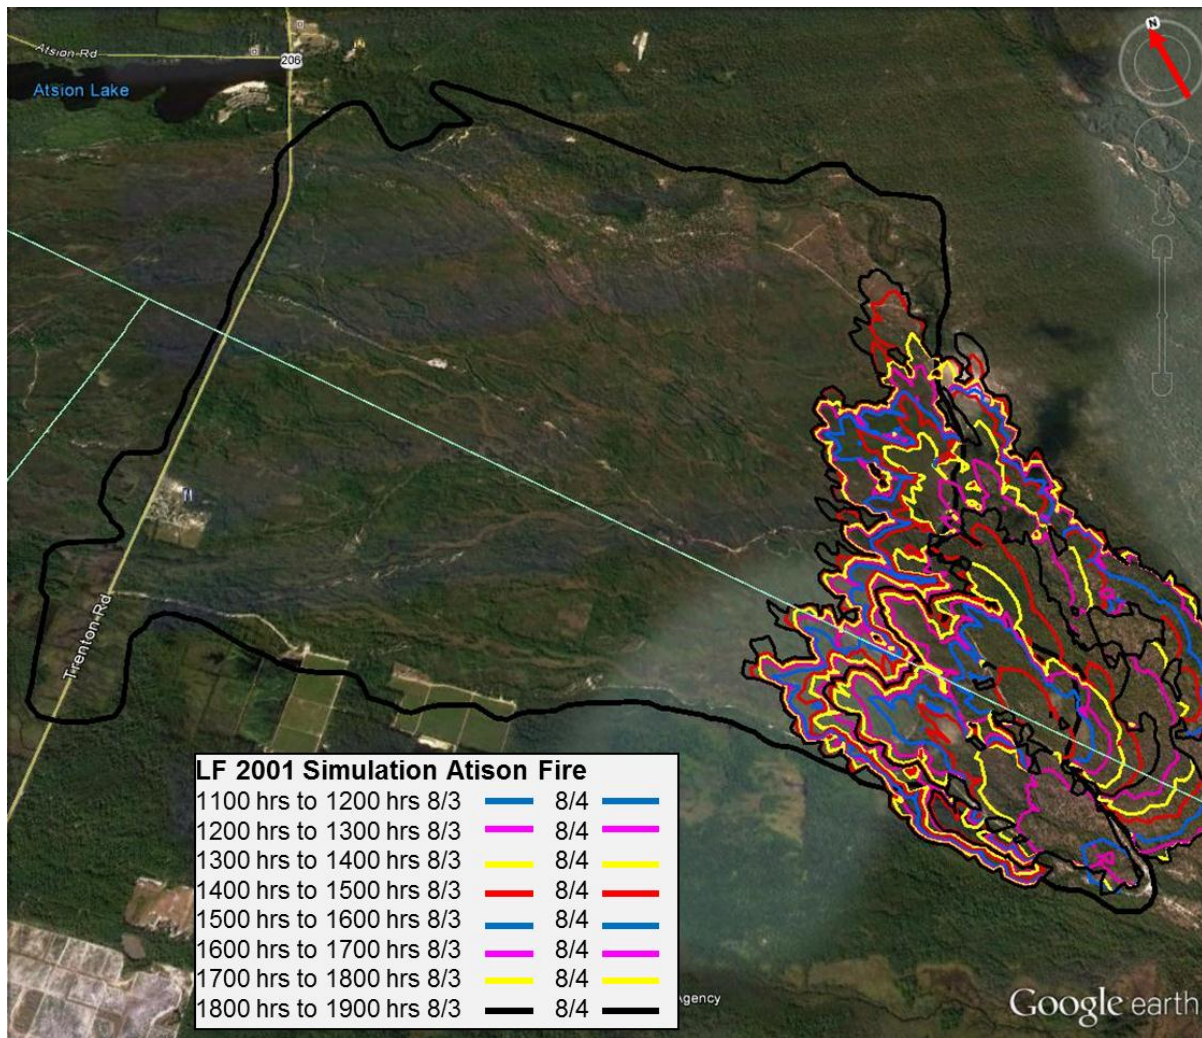 Atsion Rd
206
N
Atsion Lake
Trenton Rd
LF 2001 Simulation Atison Fire
1100 hrs to 1200 hrs 8/3 8/4
1200 hrs to 1300 hrs 8/3 8/4
1300 hrs to 1400 hrs 8/3 8/4
1400 hrs to 1500 hrs 8/3 8/4
1500 hrs to 1600 hrs 8/3 8/4
1600 hrs to 1700 hrs 8/3 8/4
1700 hrs to 1800 hrs 8/3 8/4
1800 hrs to 1900 hrs 8/3 8/4
Agency
Google earth